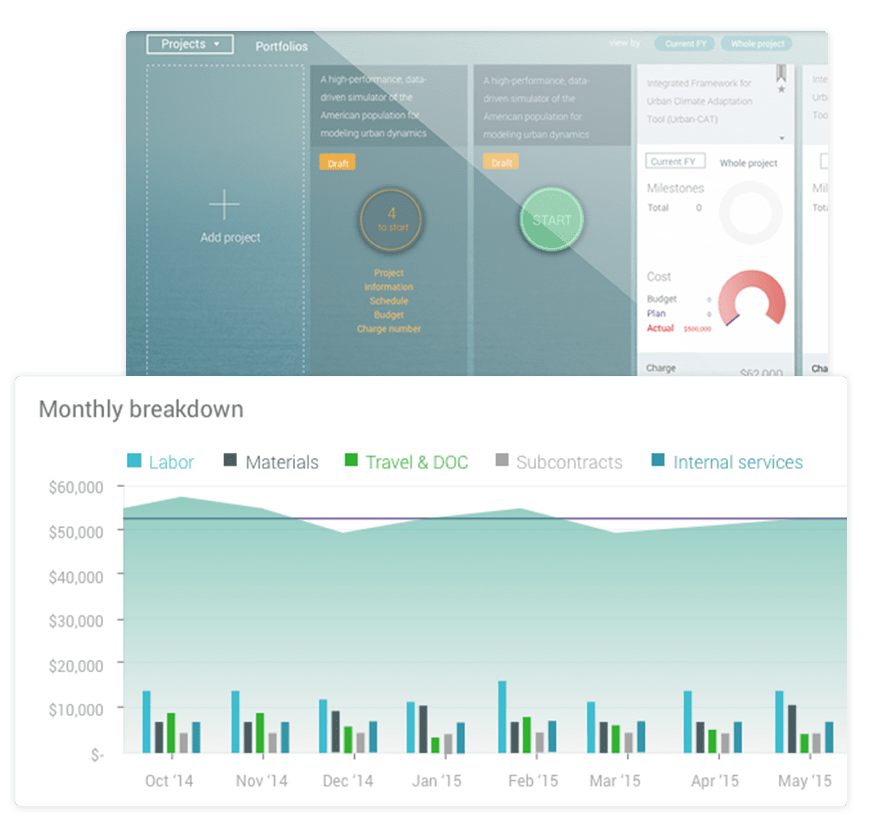 Projects
Portfolios
view by
Current FY
Whole project
Add project
A high-performance, data-
driven simulator of the
American population for
modeling urban dynamics
Draft
4
to start
Project
information
Schedule
Budget
Charge number
A high-performance, data-
driven simulator of the
American population for
modeling urban dynamics
Draft
START
Integrated Framework for
Urban Climate Adaptation
Tool (Urban-CAT)
Current FY
Whole project
Milestones
Total 0
Cost
Budget 0
Plan 0
Actual $500,000
Charge
$62,000
Inte
Urb
Too
Mil
Tota
Cha
Monthly breakdown
Labor
Materials
Travel & DOC
Subcontracts
Internal services
$60,000
$50,000
$40,000
$30,000
$20,000
$10,000
$-
Oct ‘14
Nov ‘14
Dec ‘14
Jan ‘15
Feb ‘15
Mar ‘15
Apr ‘15
May ‘15